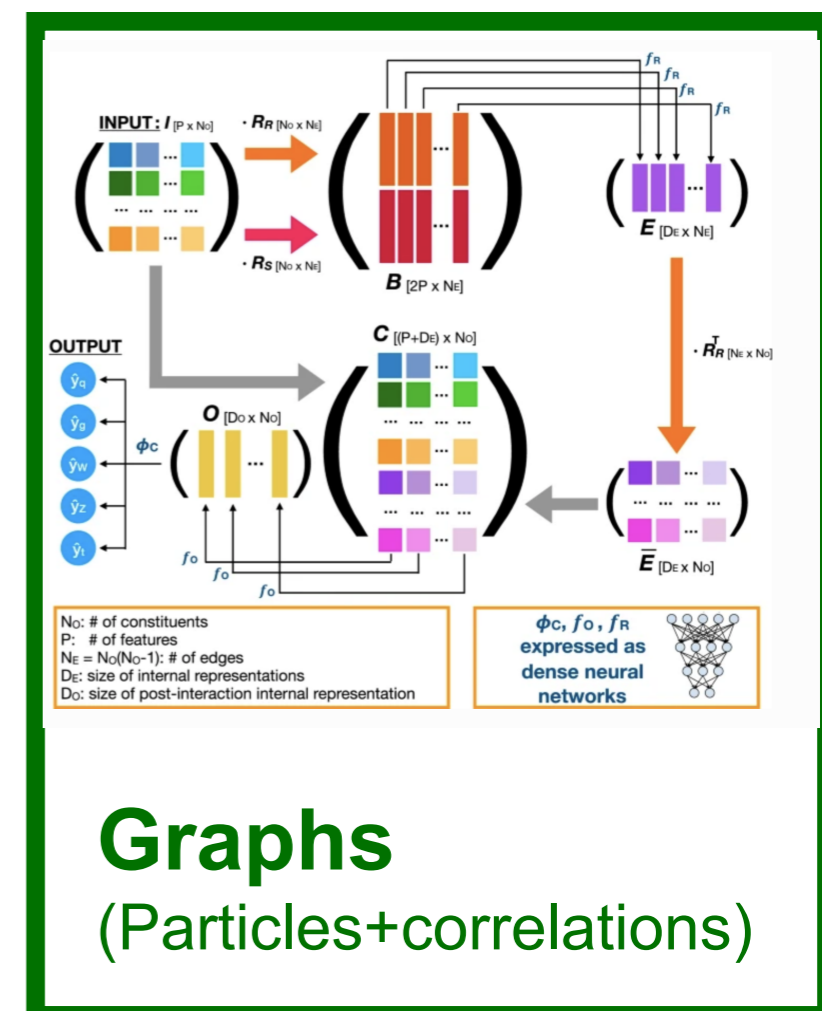 INPUT: I [P x No]
· RR [No x NE]
· RS [No x NE]
fR
fR
fR
fR
...
...
...
... ... ... ...
...
...
...
...
B [2P x NE]
E [DE x NE]
· RTR [NE x No]
OUTPUT
ŷq
ŷg
ŷw
ŷz
ŷt
ϕC
O [Do x No]
...
C [(P+DE) x No]
...
...
... ... ... ...
...
...
... ... ... ...
...
...
... ... ... ...
...
E̅ [DE x No]
fO
fO
fO
No: # of constituents
P: # of features
NE = No(No-1): # of edges
DE: size of internal representations
Do: size of post-interaction internal representation
ϕC, fO, fR
expressed as
dense neural
networks
Graphs
(Particles+correlations)